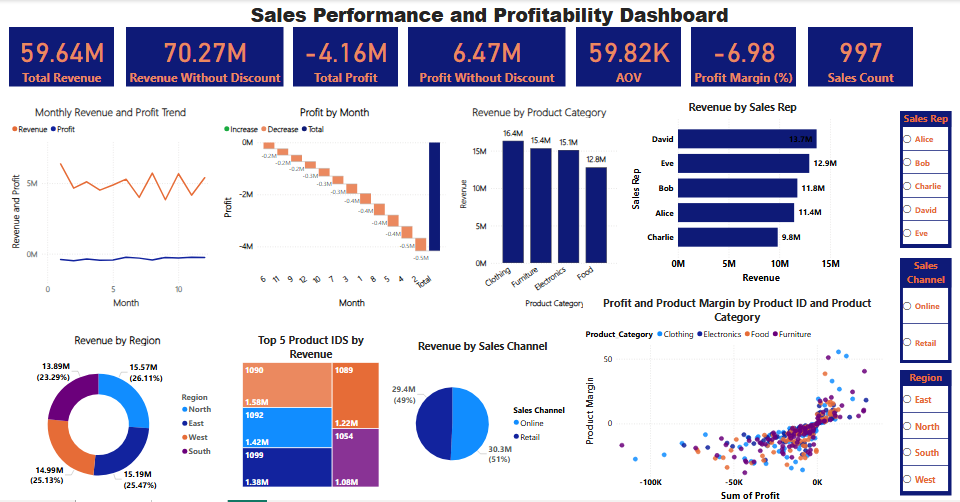 Sales Performance and Profitability Dashboard
59.64M
Total Revenue
70.27M
Revenue Without Discount
-4.16M
Total Profit
6.47M
Profit Without Discount
59.82K
AOV
-6.98
Profit Margin (%)
997
Sales Count
Monthly Revenue and Profit Trend
Revenue Profit
Revenue and Profit
5M
0M
0 5 10
Month
Profit by Month
Increase Decrease Total
Profit
0M
-2M
-4M
-0.2M
-0.2M
-0.2M
-0.3M
-0.3M
-0.3M
-0.4M
-0.4M
-0.4M
-0.5M
-0.5M
6 11 9 12 10 7 3 1 8 5 4 2 Total
Month
Revenue by Product Category
Revenue
15M
10M
5M
0M
16.4M
15.4M
15.1M
12.8M
Clothing
Furniture
Electronics
Food
Product Category
Revenue by Sales Rep
Sales Rep
David 13.7M
Eve 12.9M
Bob 11.8M
Alice 11.4M
Charlie 9.8M
0M 5M 10M 15M
Revenue
Sales Rep
Alice
Bob
Charlie
David
Eve
Sales
Channel
Online
Retail
Region
East
North
South
West
Revenue by Region
13.89M
(23.29%)
15.57M
(26.11%)
14.99M
(25.13%)
15.19M
(25.47%)
Region
North
East
West
South
Top 5 Product IDS by
Revenue
1090
1.58M
1092
1.42M
1099
1.38M
1089
1.22M
1054
1.08M
Revenue by Sales Channel
29.4M
(49%)
30.3M
(51%)
Sales Channel
Online
Retail
Profit and Product Margin by Product ID and Product
Category
Product Category Clothing Electronics Food Furniture
Product Margin
50
0
-100K -50K 0K
Sum of Profit